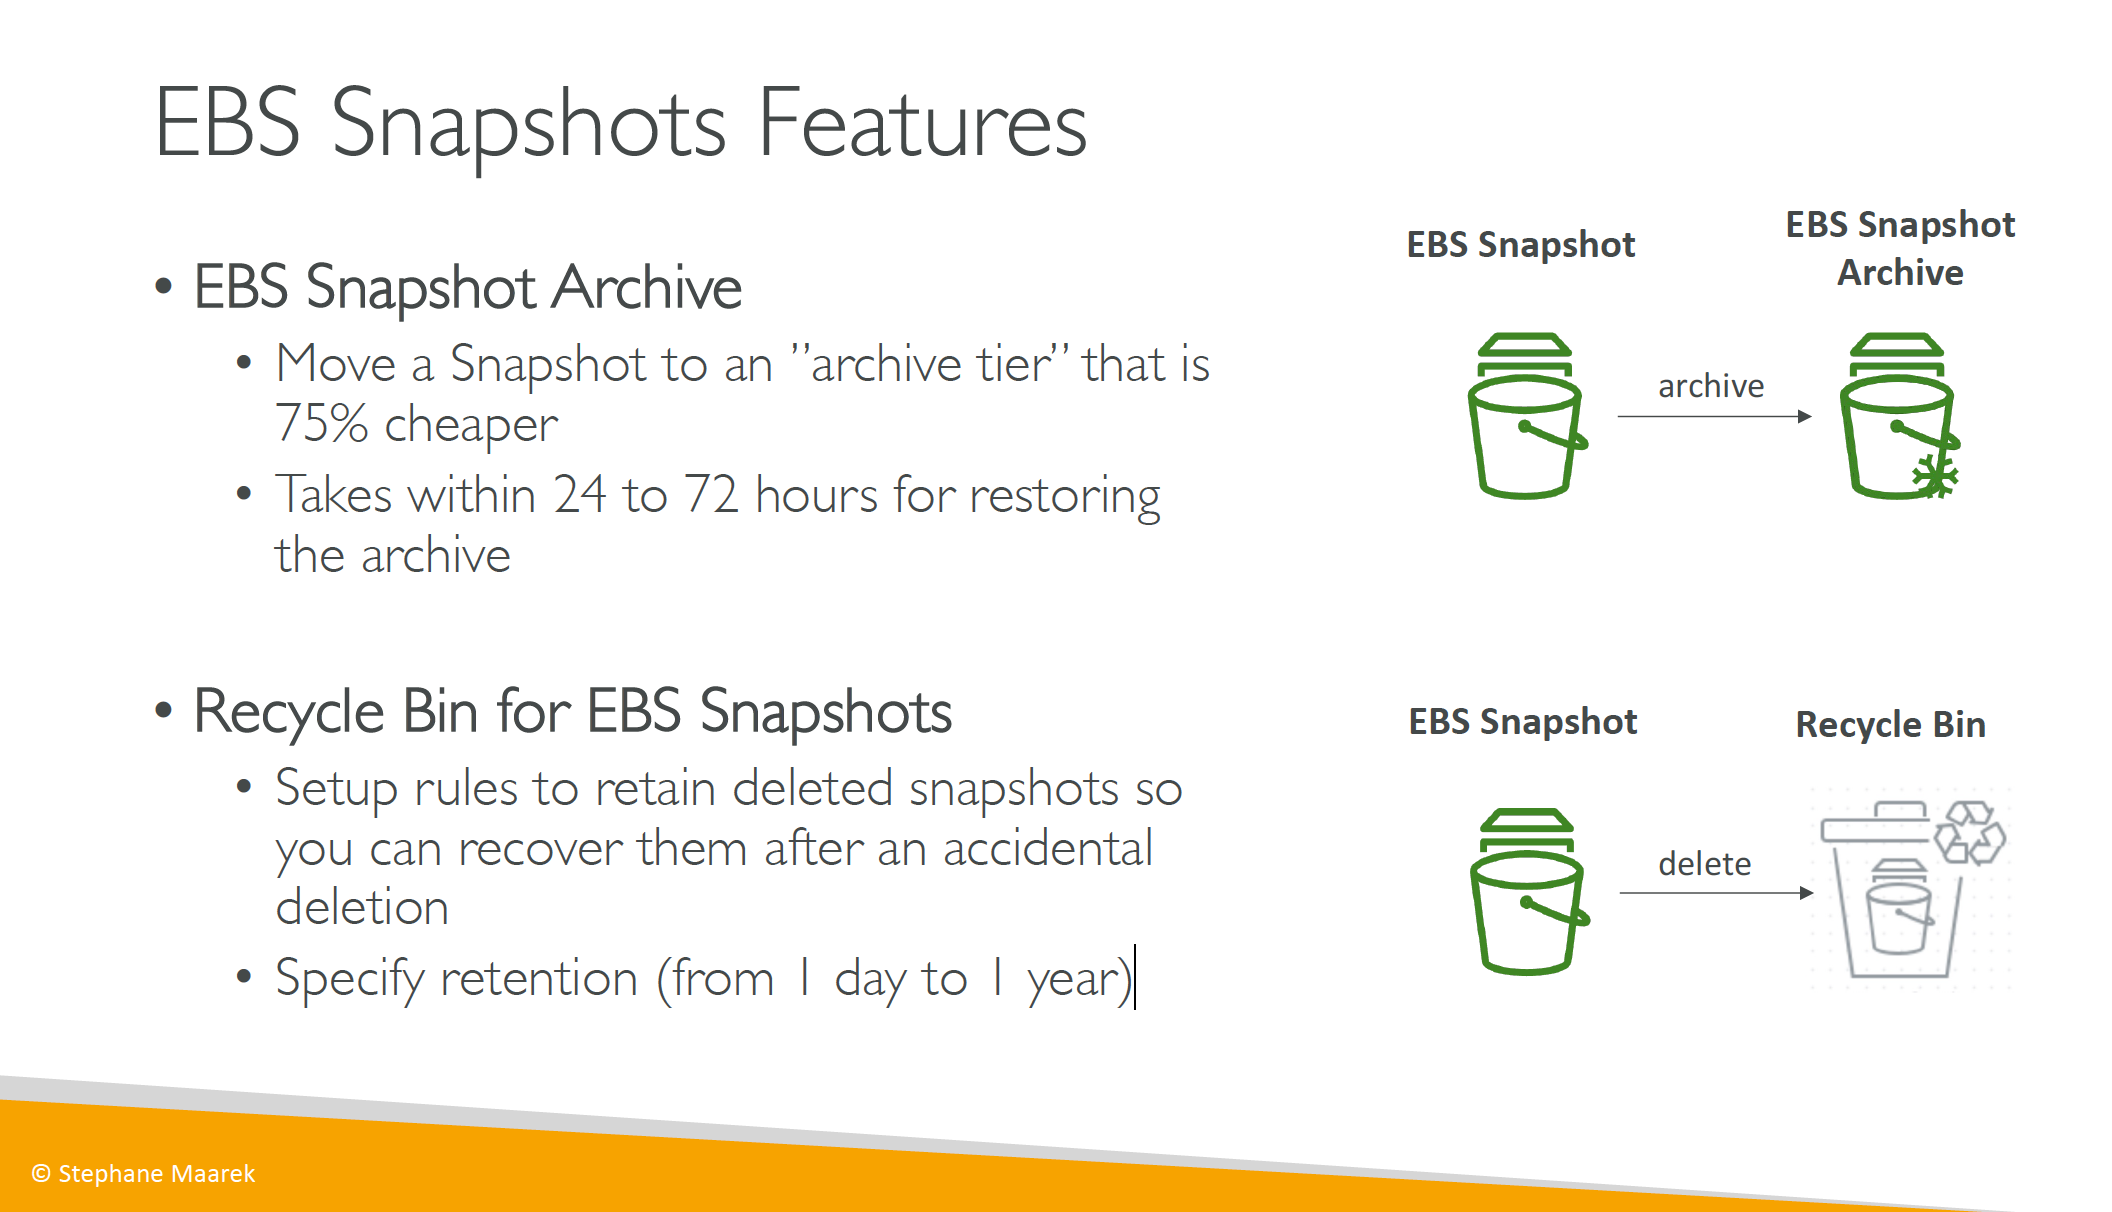 EBS Snapshots Features
• EBS Snapshot Archive
• Move a Snapshot to an ”archive tier” that is
75% cheaper
• Takes within 24 to 72 hours for restoring
the archive
• Recycle Bin for EBS Snapshots
• Setup rules to retain deleted snapshots so
you can recover them after an accidental
deletion
• Specify retention (from 1 day to 1 year)
EBS Snapshot
EBS Snapshot
Archive
archive
EBS Snapshot
Recycle Bin
delete
© Stephane Maarek